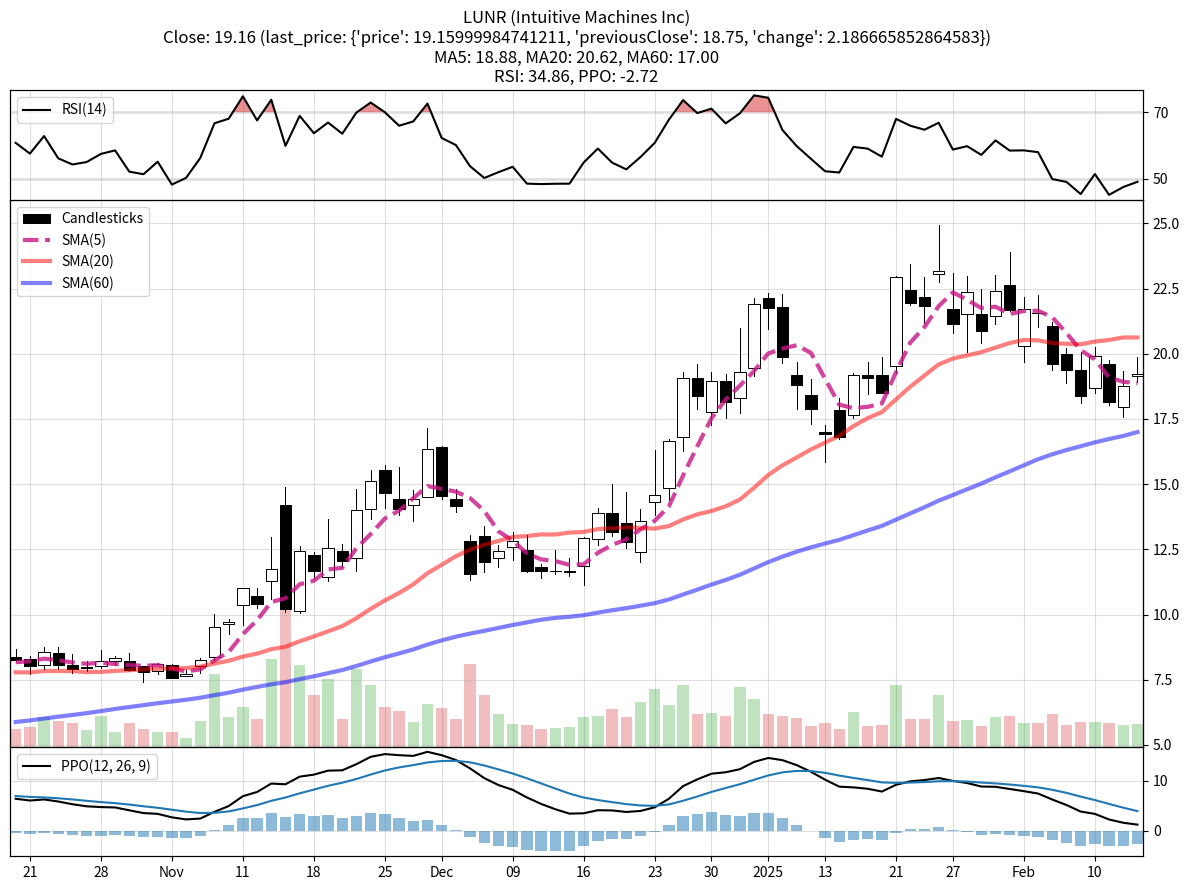 LUNR (Intuitive Machines Inc)
Close: 19.16 (last_price: {'price': 19.15999984741211, 'previousClose': 18.75, 'change': 2.186665852864583})
MA5: 18.88, MA20: 20.62, MA60: 17.00
RSI: 34.86, PPO: -2.72
RSI(14)
70
50
Candlesticks
SMA(5)
SMA(20)
SMA(60)
25.0
22.5
20.0
17.5
15.0
12.5
10.0
7.5
5.0
PPO(12, 26, 9)
10
0
21 28 Nov 11 18 25 Dec 09 16 23 30 2025 13 21 27 Feb 10